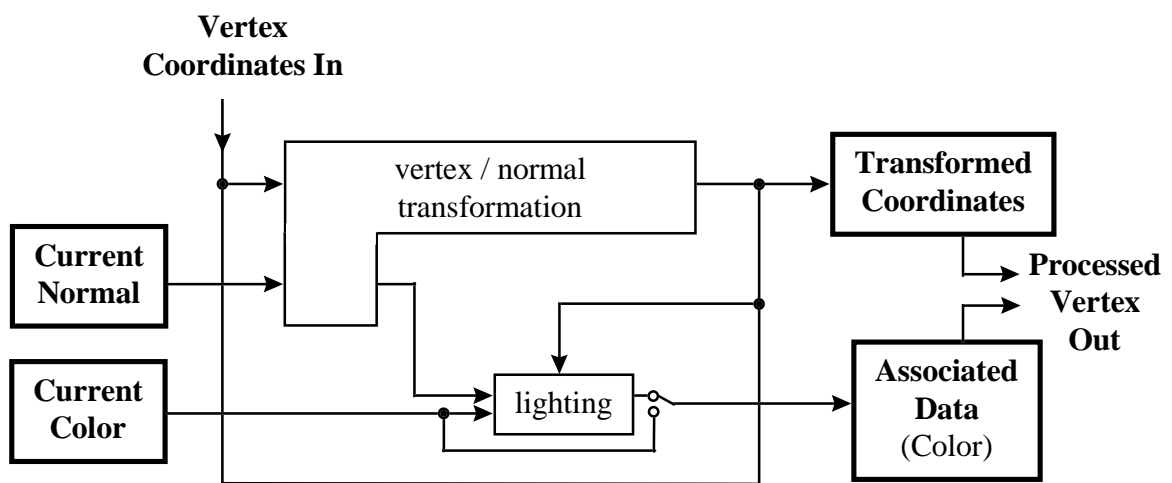 Vertex
Coordinates In
vertex / normal
transformation
Transformed
Coordinates
Current
Normal
Processed
Vertex
Out
Current
Color
lighting
Associated
Data
(Color)